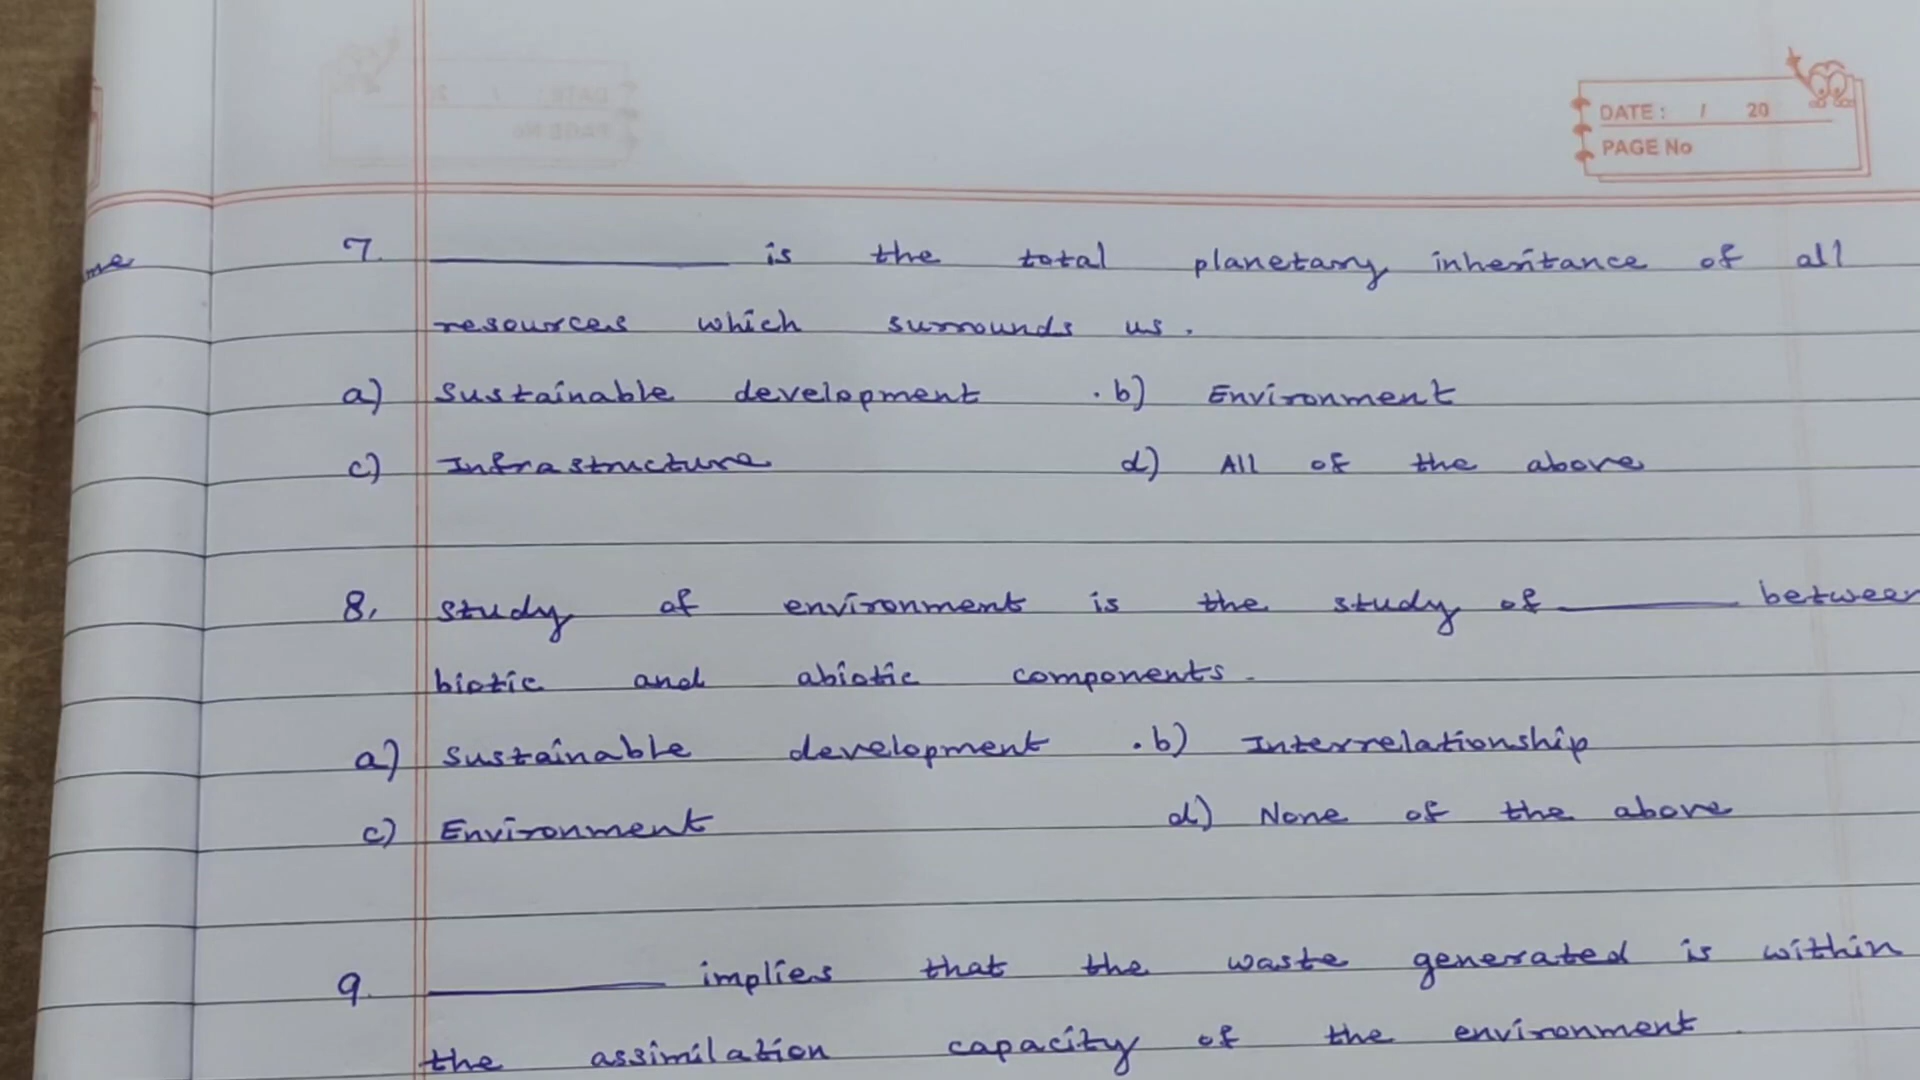 DATE : / 20
PAGE No
me
7. ________ is the total planetary inheritance of all
resources which surrounds us.
a) Sustainable development .b) Environment
c) Infrastructure d) All of the above
8. Study of environment is the study of ________ between
biotic and abiotic components.
a) Sustainable development .b) Interrelationship
c) Environment d) None of the above
9. ________ implies that the waste generated is within
the assimilation capacity of the environment.